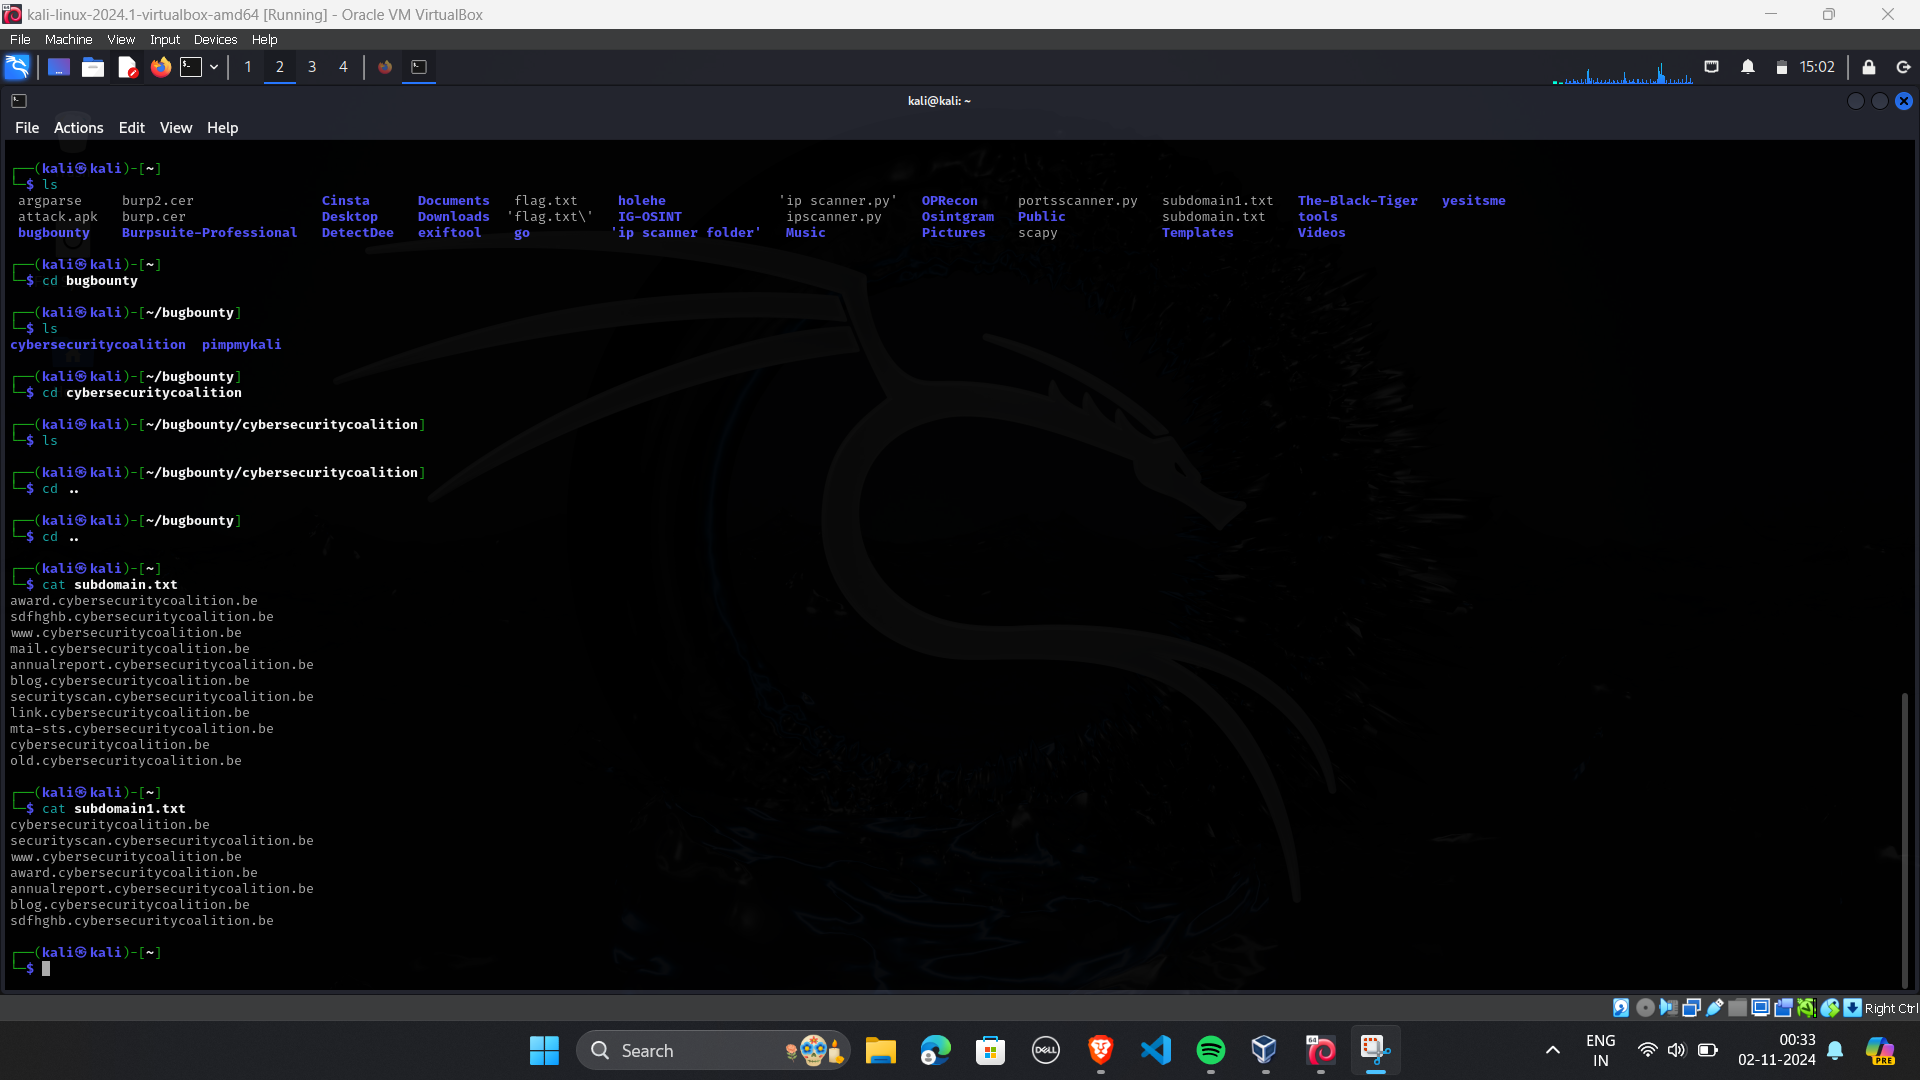 kali-linux-2024.1-virtualbox-amd64 [Running] - Oracle VM VirtualBox
File Machine View Input Devices Help
1 2 3 4 15:02
kali@kali: ~
File Actions Edit View Help
┌──(kali㉿kali)-[~]
└─$ ls
argparse burp2.cer Cinsta Documents flag.txt holehe 'ip scanner.py' OPRecon portsscanner.py subdomain1.txt The-Black-Tiger yesitsme
attack.apk burp.cer Desktop Downloads 'flag.txt\' IG-OSINT ipscanner.py Osintgram Public subdomain.txt tools
bugbounty Burpsuite-Professional DetectDee exiftool go 'ip scanner folder' Music Pictures scapy Templates Videos
┌──(kali㉿kali)-[~]
└─$ cd bugbounty
┌──(kali㉿kali)-[~/bugbounty]
└─$ ls
cybersecuritycoalition pimpmykali
┌──(kali㉿kali)-[~/bugbounty]
└─$ cd cybersecuritycoalition
┌──(kali㉿kali)-[~/bugbounty/cybersecuritycoalition]
└─$ ls
┌──(kali㉿kali)-[~/bugbounty/cybersecuritycoalition]
└─$ cd ..
┌──(kali㉿kali)-[~/bugbounty]
└─$ cd ..
┌──(kali㉿kali)-[~]
└─$ cat subdomain.txt
award.cybersecuritycoalition.be
sdfhghb.cybersecuritycoalition.be
www.cybersecuritycoalition.be
mail.cybersecuritycoalition.be
annualreport.cybersecuritycoalition.be
blog.cybersecuritycoalition.be
securityscan.cybersecuritycoalition.be
link.cybersecuritycoalition.be
mta-sts.cybersecuritycoalition.be
cybersecuritycoalition.be
old.cybersecuritycoalition.be
┌──(kali㉿kali)-[~]
└─$ cat subdomain1.txt
cybersecuritycoalition.be
securityscan.cybersecuritycoalition.be
www.cybersecuritycoalition.be
award.cybersecuritycoalition.be
annualreport.cybersecuritycoalition.be
blog.cybersecuritycoalition.be
sdfhghb.cybersecuritycoalition.be
┌──(kali㉿kali)-[~]
└─$
Right Ctrl
Search
DELL
64
ENG
IN
00:33
02-11-2024
PRE